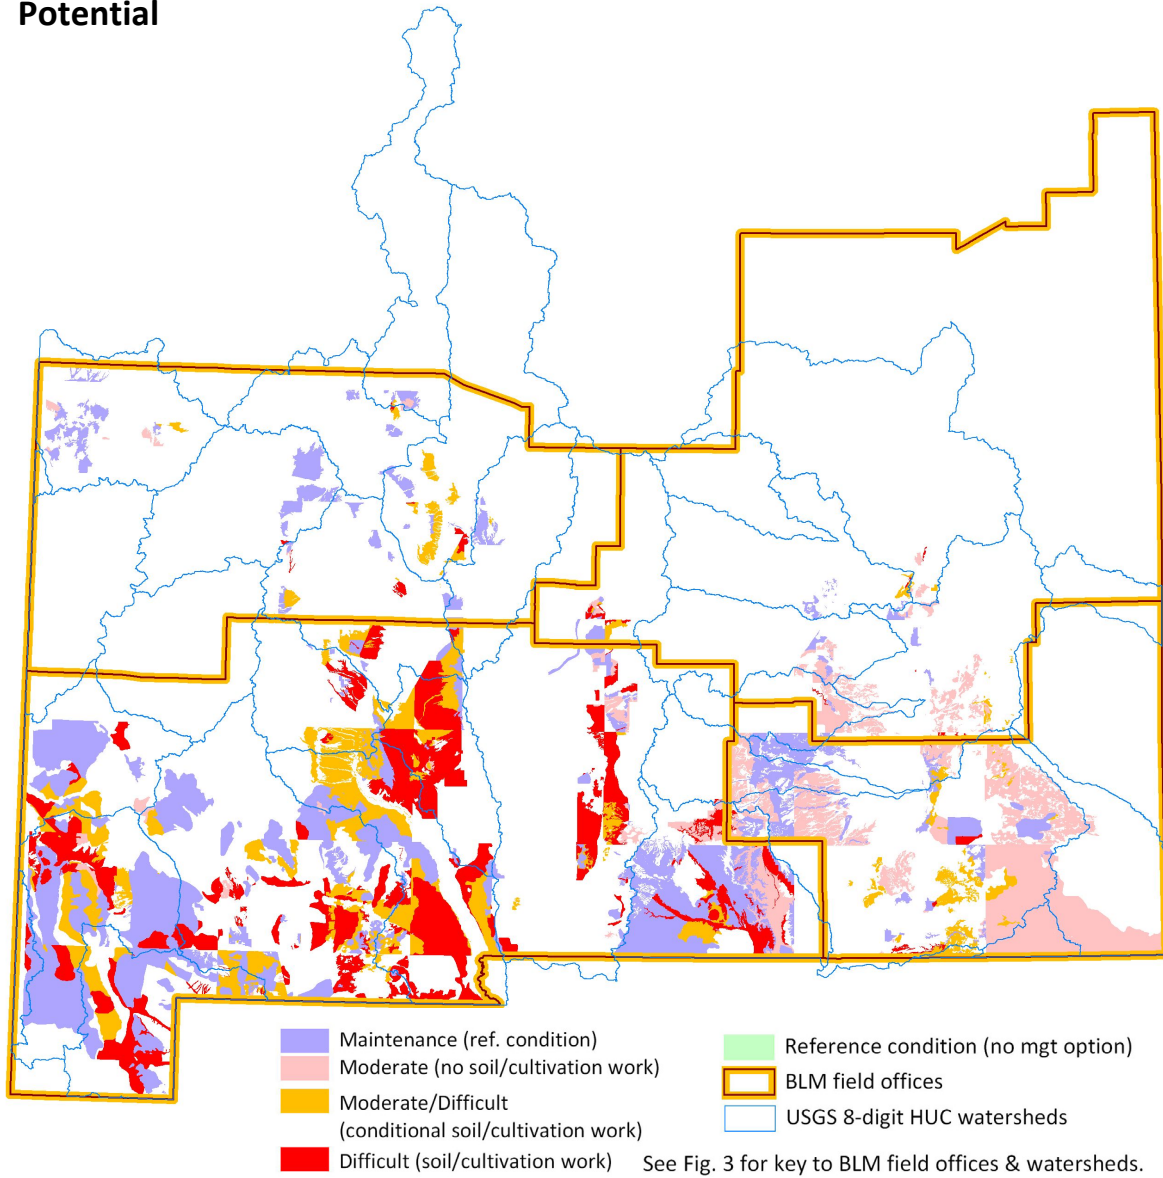 Potential
Maintenance (ref. condition)
Moderate (no soil/cultivation work)
Moderate/Difficult
(conditional soil/cultivation work)
Difficult (soil/cultivation work)
Reference condition (no mgt option)
BLM field offices
USGS 8-digit HUC watersheds
See Fig. 3 for key to BLM field offices & watersheds.